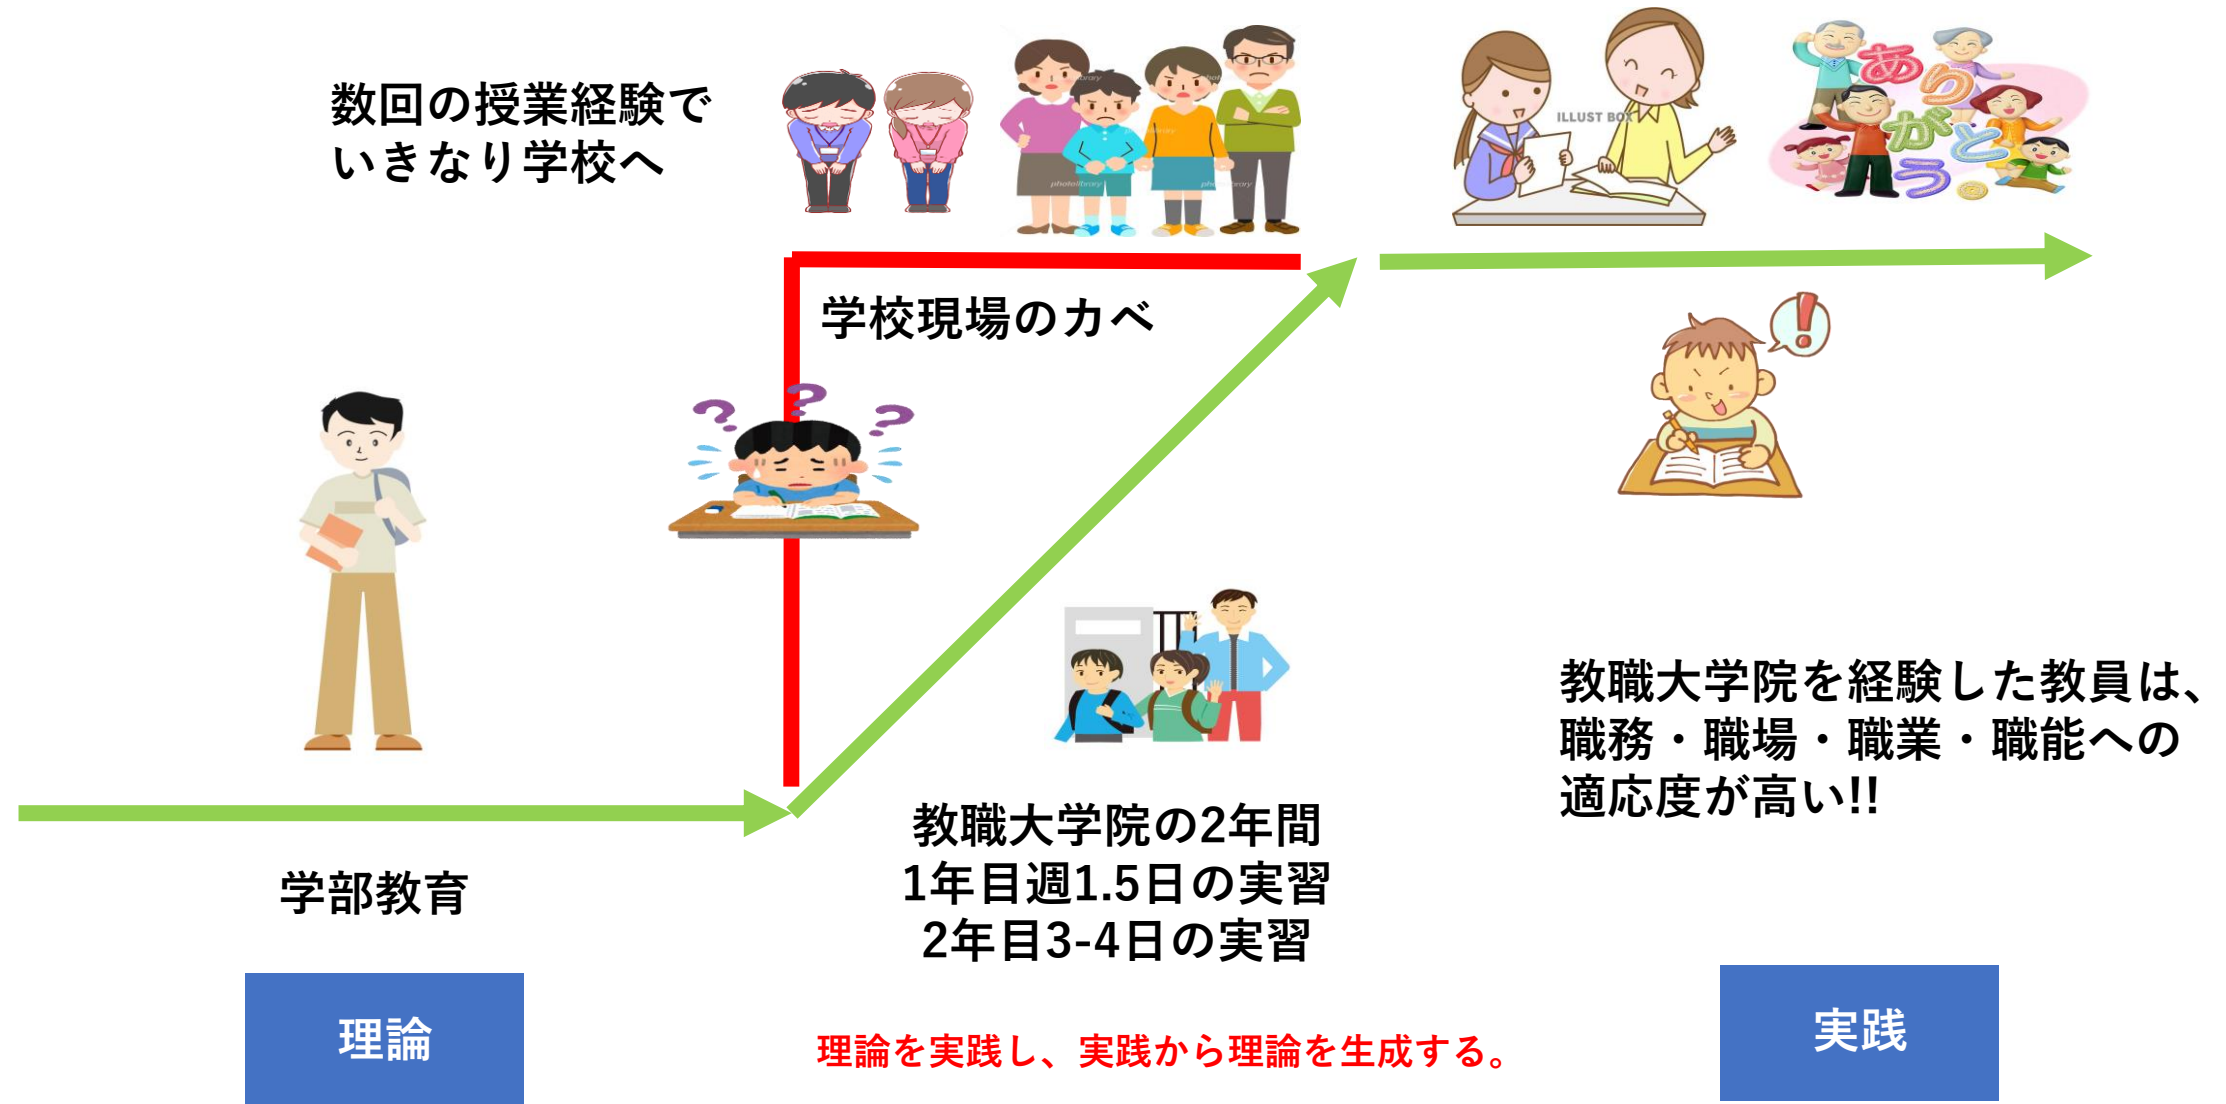 数回の授業経験で
いきなり学校へ
ILLUST BOX
ありがとう。
photolibrary
学校現場のカベ
学部教育
教職大学院の2年間
1年目週1.5日の実習
2年目3-4日の実習
教職大学院を経験した教員は、
職務・職場・職業・職能への
適応度が高い!!
理論
理論を実践し、実践から理論を生成する。
実践